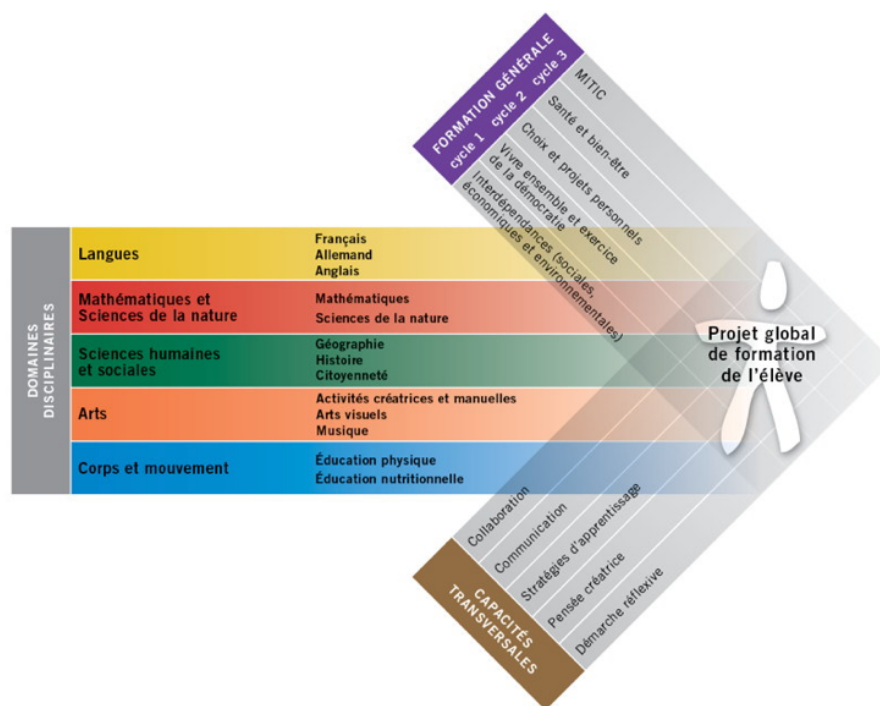 FORMATION GÉNÉRALE
cycle 1 cycle 2 cycle 3
MITIC
Santé et bien-être
Choix et projets personnels
Vivre ensemble et exercice
de la démocratie
Interdépendances (sociales,
économiques et environnementales)
DOMAINES
DISCIPLINAIRES
Langues
Français
Allemand
Anglais
Mathématiques et
Sciences de la nature
Mathématiques
Sciences de la nature
Sciences humaines
et sociales
Géographie
Histoire
Citoyenneté
Arts
Activités créatrices et manuelles
Arts visuels
Musique
Corps et mouvement
Éducation physique
Éducation nutritionnelle
Projet global
de formation
de l'élève
Collaboration
Communication
Stratégies d'apprentissage
Pensée créatrice
Démarche réflexive
CAPACITÉS
TRANSVERSALES